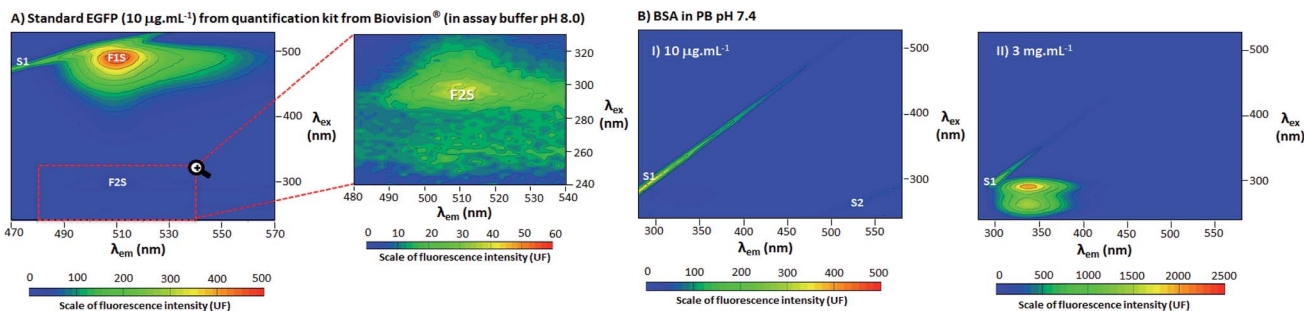 A) Standard EGFP (10 µg.mL⁻¹) from quantification kit from Biovision® (in assay buffer pH 8.0)
S1
F1S
F2S
500
400
300
λex
(nm)
470 490 510 530 550 570
λem (nm)
0 100 200 300 400 500
Scale of fluorescence intensity (UF)
F2S
320
300
280
260
240
λex
(nm)
480 490 500 510 520 530 540
λem (nm)
0 10 20 30 40 50 60
Scale of fluorescence intensity (UF)
B) BSA in PB pH 7.4
I) 10 µg.mL⁻¹
S1
S2
500
400
300
λex
(nm)
300 350 400 450 500 550
λem (nm)
0 100 200 300 400 500
Scale of fluorescence intensity (UF)
II) 3 mg.mL⁻¹
S1
500
400
300
λex
(nm)
300 350 400 450 500 550
λem (nm)
0 500 1000 1500 2000 2500
Scale of fluorescence intensity (UF)